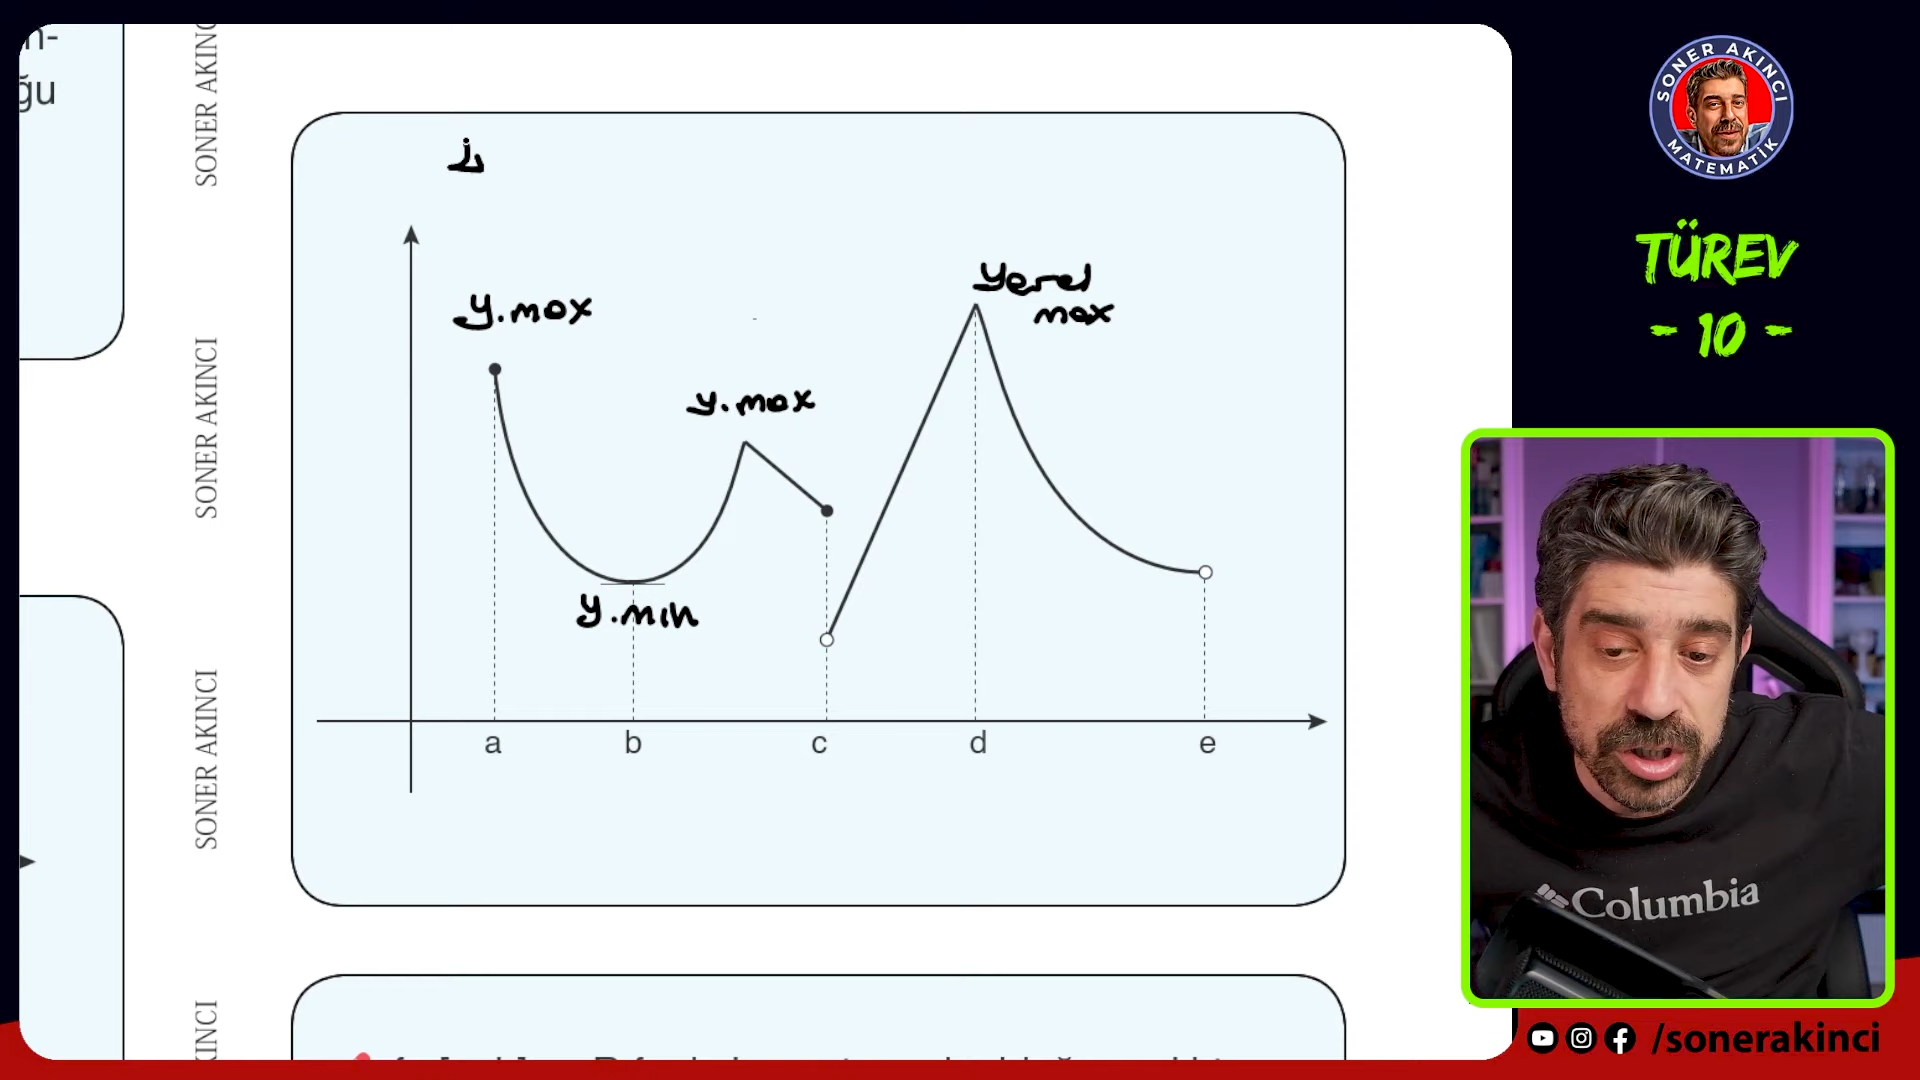 ğu
SONER AKINCI
SONER AKINCI
SONER AKINCI
y.max
y.max
yerel
max
y.min
a b c d e
SONER AKINCI
MATEMATİK
TÜREV
- 10 -
Columbia
/sonerakinci